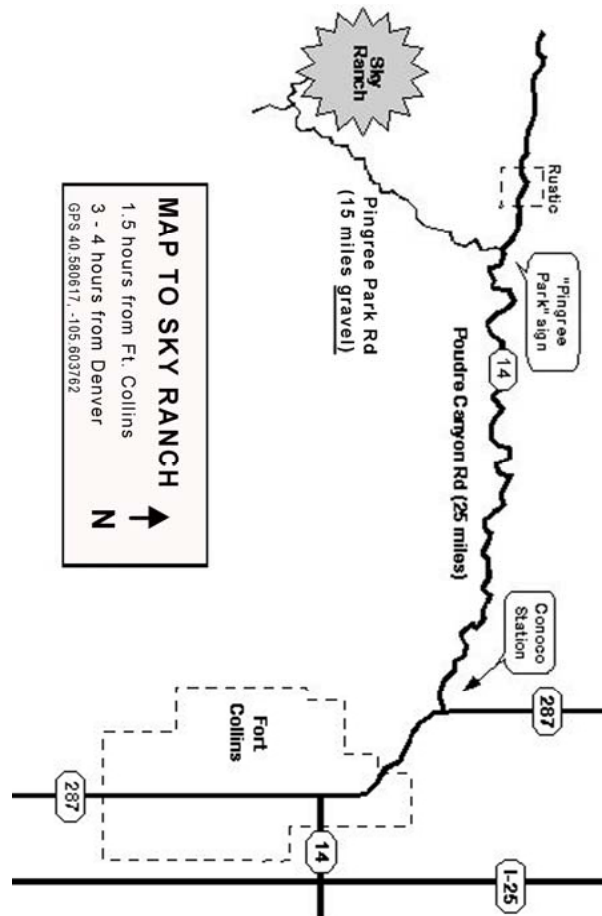 Sky
Ranch
Rustic
"Pingree
Park" sign
Pingree Park Rd
(15 miles gravel)
14
Poudre Canyon Rd (25 miles)
Conoco
Station
287
MAP TO SKY RANCH
1.5 hours from Ft. Collins
3 - 4 hours from Denver
GPS 40.580617, -105.603762
N
Fort
Collins
287
14
I-25